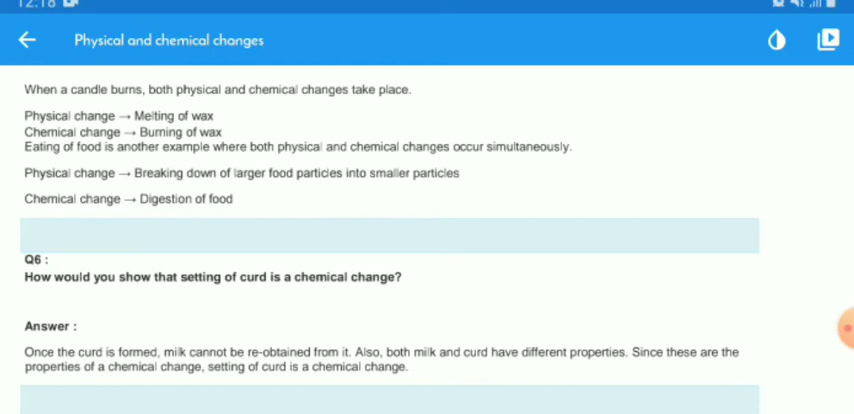 12:18
Physical and chemical changes
When a candle burns, both physical and chemical changes take place.
Physical change → Melting of wax
Chemical change → Burning of wax
Eating of food is another example where both physical and chemical changes occur simultaneously.
Physical change → Breaking down of larger food particles into smaller particles
Chemical change → Digestion of food
Q6 :
How would you show that setting of curd is a chemical change?
Answer :
Once the curd is formed, milk cannot be re-obtained from it. Also, both milk and curd have different properties. Since these are the
properties of a chemical change, setting of curd is a chemical change.